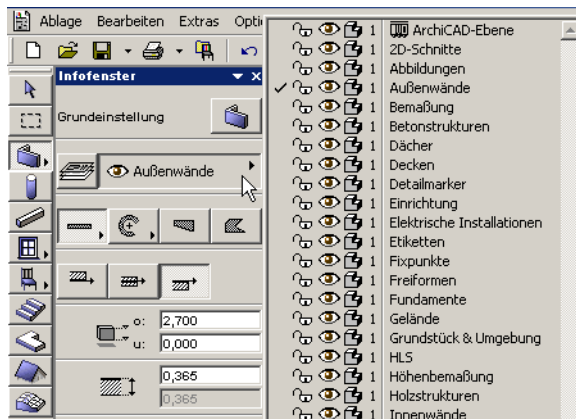 Ablage Bearbeiten Extras Opti
Infofenster
Grundeinstellung
Außenwände
o: 2,700
u: 0,000
0,365
0,365
1 ArchiCAD-Ebene
1 2D-Schnitte
1 Abbildungen
1 Außenwände
1 Bemaßung
1 Betonstrukturen
1 Dächer
1 Decken
1 Detailmarker
1 Einrichtung
1 Elektrische Installationen
1 Etiketten
1 Fixpunkte
1 Freiformen
1 Fundamente
1 Gelände
1 Grundstück & Umgebung
1 HLS
1 Höhenbemaßung
1 Holzstrukturen
1 Innenwände